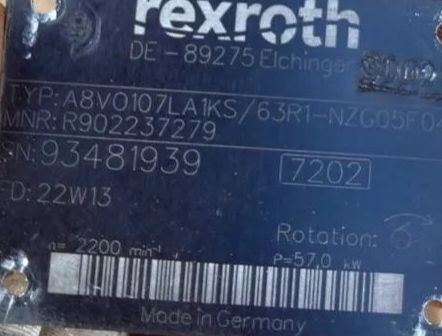 rexroth
DE-89275 Elchingen
TYP: A8VO107LA1KS/63R1-NZG05F0
MNR: R902237279
SN: 93481939 7202
FD: 22W13
Rotation:
n= 2200 min⁻¹ P=57,0 kW
Made in Germany